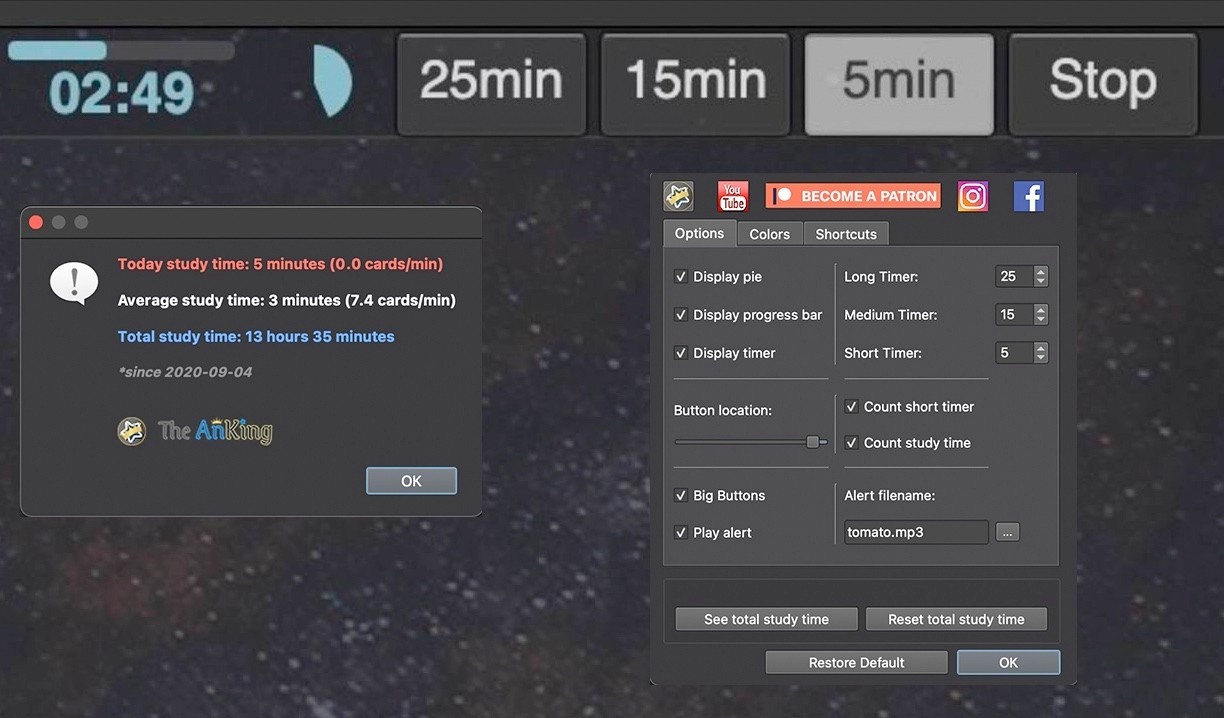 02:49
25min
15min
5min
Stop
Today study time: 5 minutes (0.0 cards/min)
Average study time: 3 minutes (7.4 cards/min)
Total study time: 13 hours 35 minutes
*since 2020-09-04
The AnKing
OK
You
Tube
BECOME A PATRON
f
Options
Colors
Shortcuts
Display pie
Long Timer:
25
Display progress bar
Medium Timer:
15
Display timer
Short Timer:
5
Button location:
Count short timer
Count study time
Big Buttons
Alert filename:
Play alert
tomato.mp3
...
See total study time
Reset total study time
Restore Default
OK